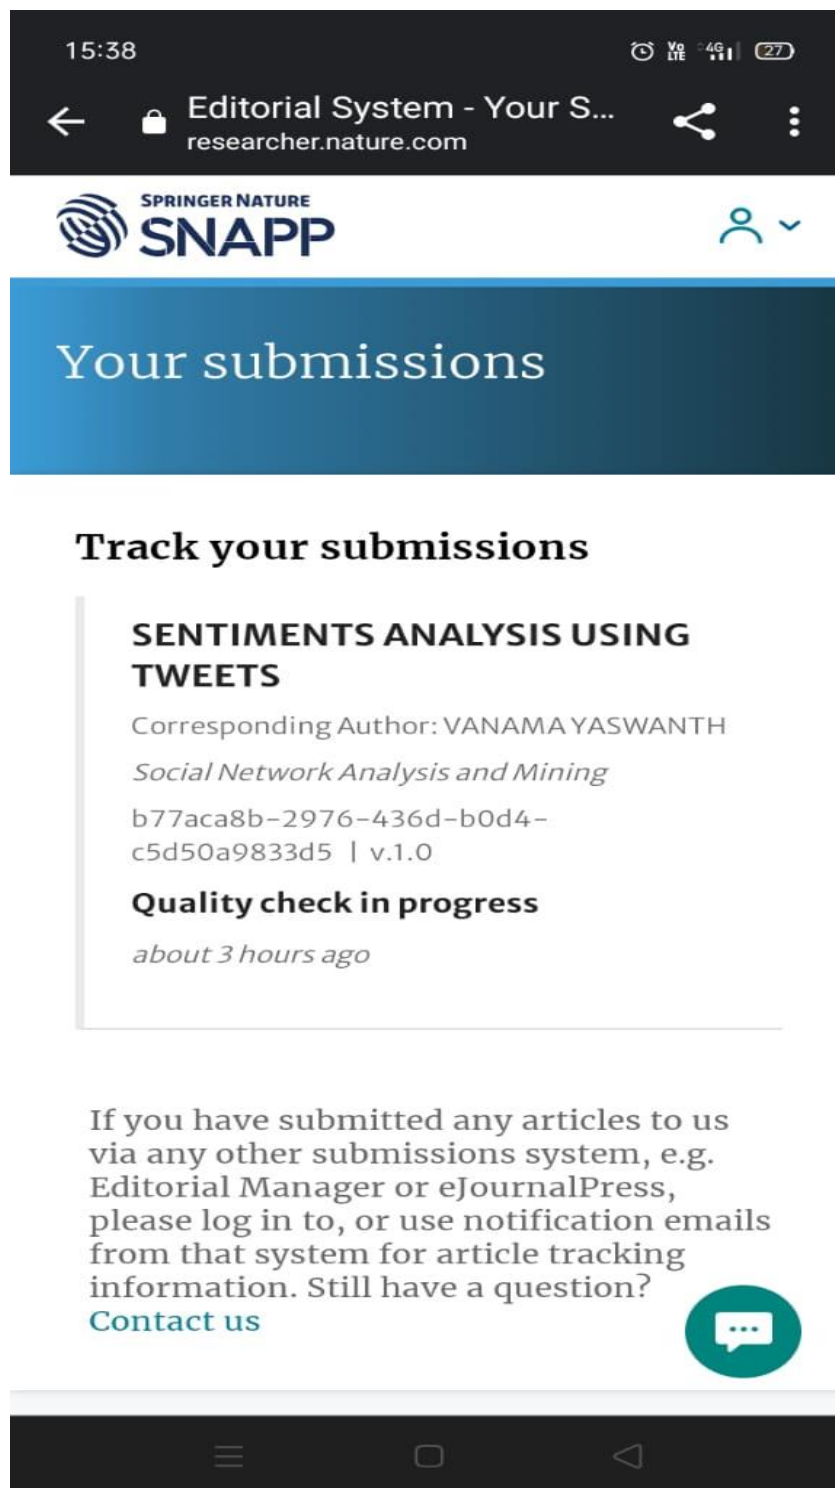 15:38
Vo LTE 4G 27
Editorial System - Your S...
researcher.nature.com
SPRINGER NATURE
SNAPP
Your submissions
Track your submissions
SENTIMENTS ANALYSIS USING
TWEETS
Corresponding Author: VANAMA YASWANTH
Social Network Analysis and Mining
b77aca8b-2976-436d-b0d4-
c5d50a9833d5 | v.1.0
Quality check in progress
about 3 hours ago
If you have submitted any articles to us
via any other submissions system, e.g.
Editorial Manager or eJournalPress,
please log in to, or use notification emails
from that system for article tracking
information. Still have a question?
Contact us